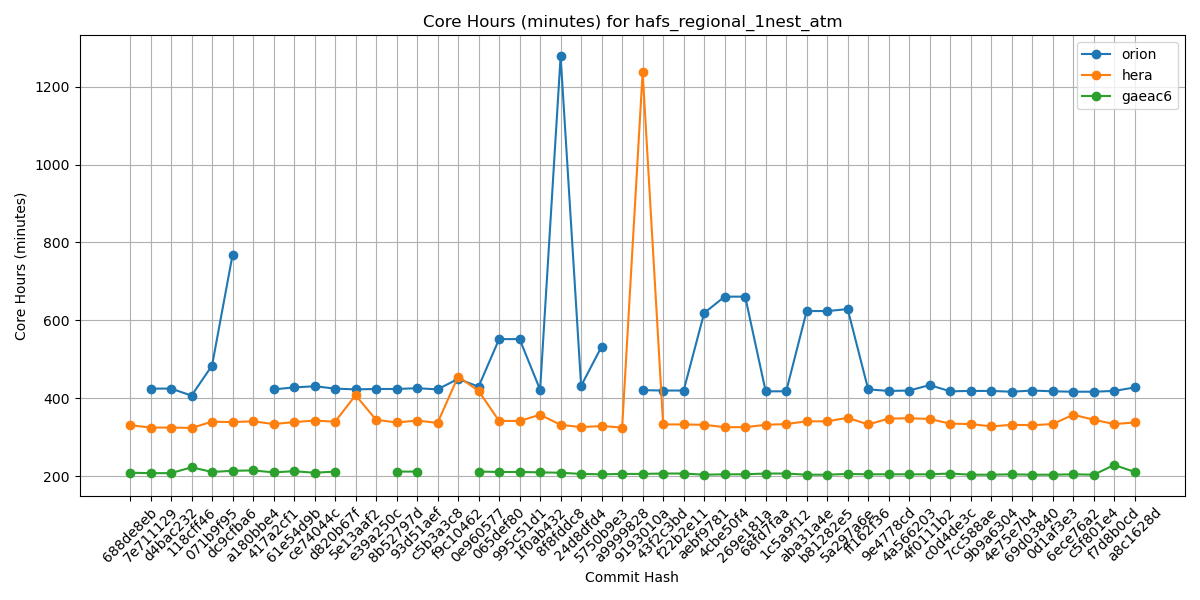 Core Hours (minutes) for hafs_regional_1nest_atm
orion
hera
gaeac6
Core Hours (minutes)
1200
1000
800
600
400
200
688de8eb
7e711129
d4bac232
118cff46
071b9f95
dc9cfba6
a180bbe4
417a2cf1
61e54d9b
ce74044c
d820b67f
5e13aaf2
e39a250c
8b52797d
93d51aef
c5b3a3c8
f9c10462
0e960577
065def80
995c51d1
1f0ab432
8f8fddc8
24d8dfd4
5750b9e3
a9999828
9193010a
43f2c3bd
f22b2e11
aebf9781
4cbe50f4
269e181a
68fd7faa
1c5a9f12
aba31a4e
b81282e5
5a297a6e
ff162f36
9e4778cd
4a566203
c0d4de3c
7cc588ae
9b9a6304
4e75e7b4
69d03840
0d1af3e3
6ece76a2
c5f801e4
f7d8b0cd
a8c1628d
Commit Hash